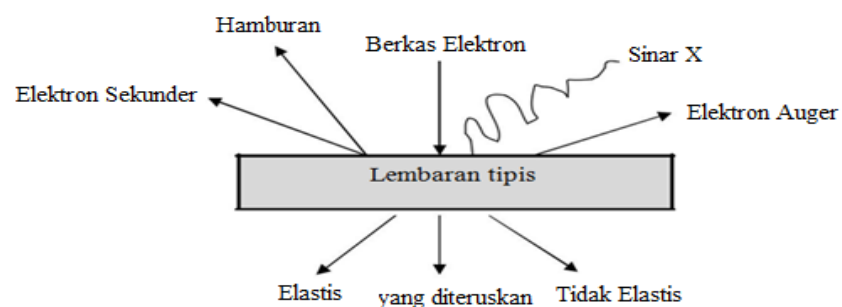 Hamburan
Berkas Elektron
Sinar X
Elektron Sekunder
Elektron Auger
Lembaran tipis
Elastis
yang diteruskan
Tidak Elastis